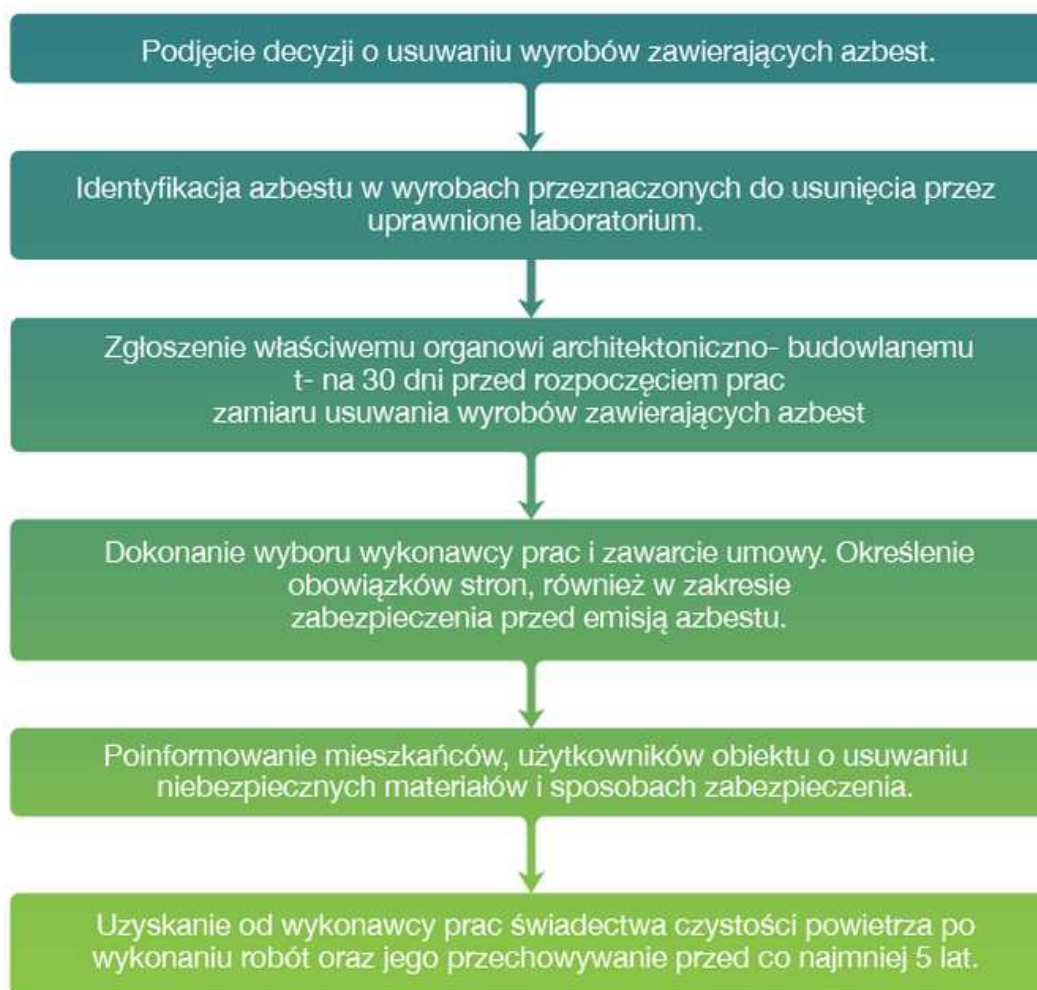 Podjęcie decyzji o usuwaniu wyrobów zawierających azbest.
Identyfikacja azbestu w wyrobach przeznaczonych do usunięcia przez
uprawnione laboratorium.
Zgłoszenie właściwemu organowi architektoniczno- budowlanemu
t- na 30 dni przed rozpoczęciem prac
zamiaru usuwania wyrobów zawierających azbest
Dokonanie wyboru wykonawcy prac i zawarcie umowy. Określenie
obowiązków stron, również w zakresie
zabezpieczenia przed emisją azbestu.
Poinformowanie mieszkańców, użytkowników obiektu o usuwaniu
niebezpiecznych materiałów i sposobach zabezpieczenia.
Uzyskanie od wykonawcy prac świadectwa czystości powietrza po
wykonaniu robót oraz jego przechowywanie przed co najmniej 5 lat.